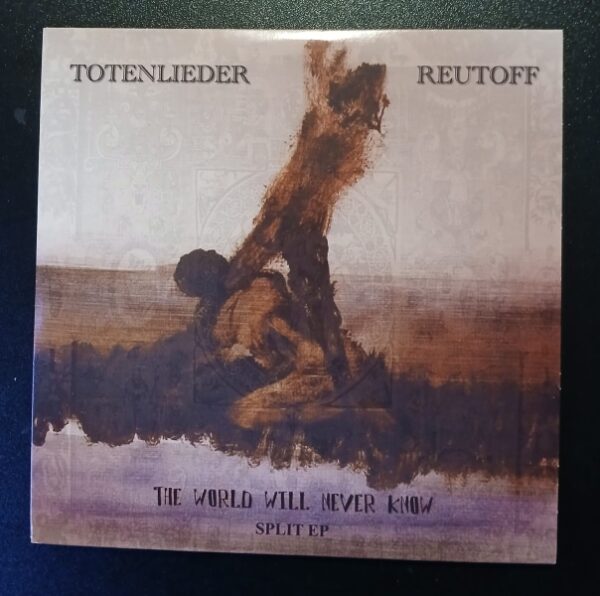 TOTENLIEDER REUTOFF
THE WORLD WILL NEVER KNOW
SPLIT EP